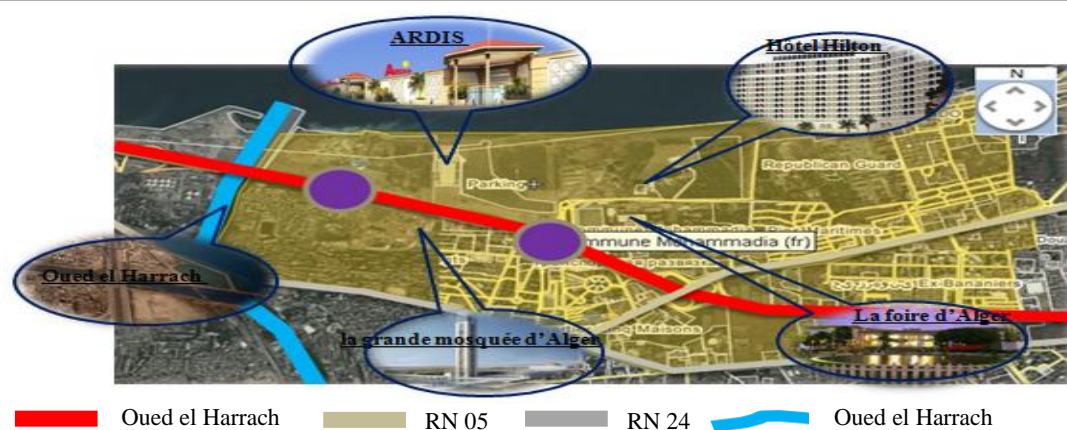 ARDIS
Hotel Hilton
N
Republican Guard
Parking
Commune Mohammadia (fr)
Maritimes
Oued el Harrach
Ex-Bananiers
La foire d'Alger
la grande mosquée d'Alger
Cinq Maisons
Oued el Harrach
RN 05
RN 24
Oued el Harrach